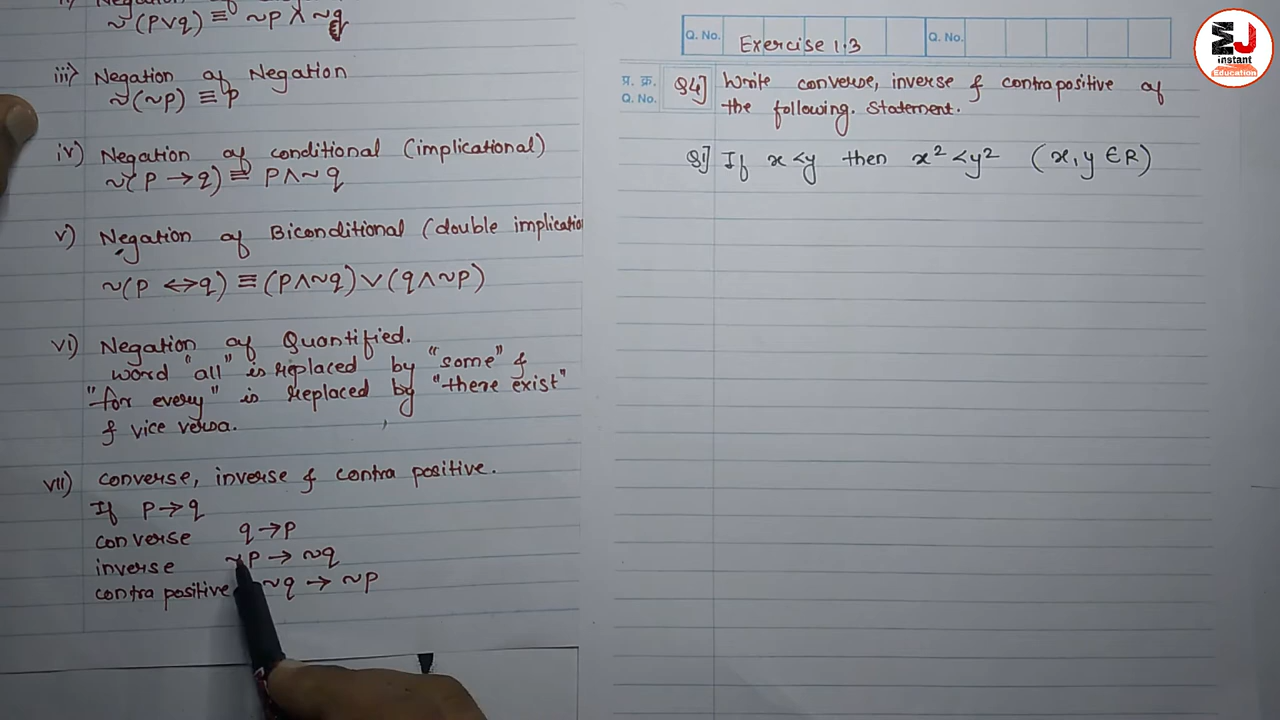 ~(p∨q) ≡ ~p ∧ ~q
iii) Negation of Negation
~(~p) ≡ p
iv) Negation of conditional (implicational)
~(p → q) ≡ p∧~q
v) Negation of Biconditional (double implication
~(p ↔ q) ≡ (p∧~q) ∨ (q∧~p)
vi) Negation of Quantified.
word "all" is replaced by "some" &
"for every" is replaced by "there exist"
& vice versa.
vii) converse, inverse & contra positive.
If p → q
converse q → p
inverse ~p → ~q
contra positive ~q → ~p
Q. No. Exercise 1.3 Q. No.
प्र. क्र.
Q. No.
Q4] Write converse, inverse & contrapositive of
the following. Statement.
Q1] If x < y then x² < y² (x, y ∈ R)
MJ
instant
Education